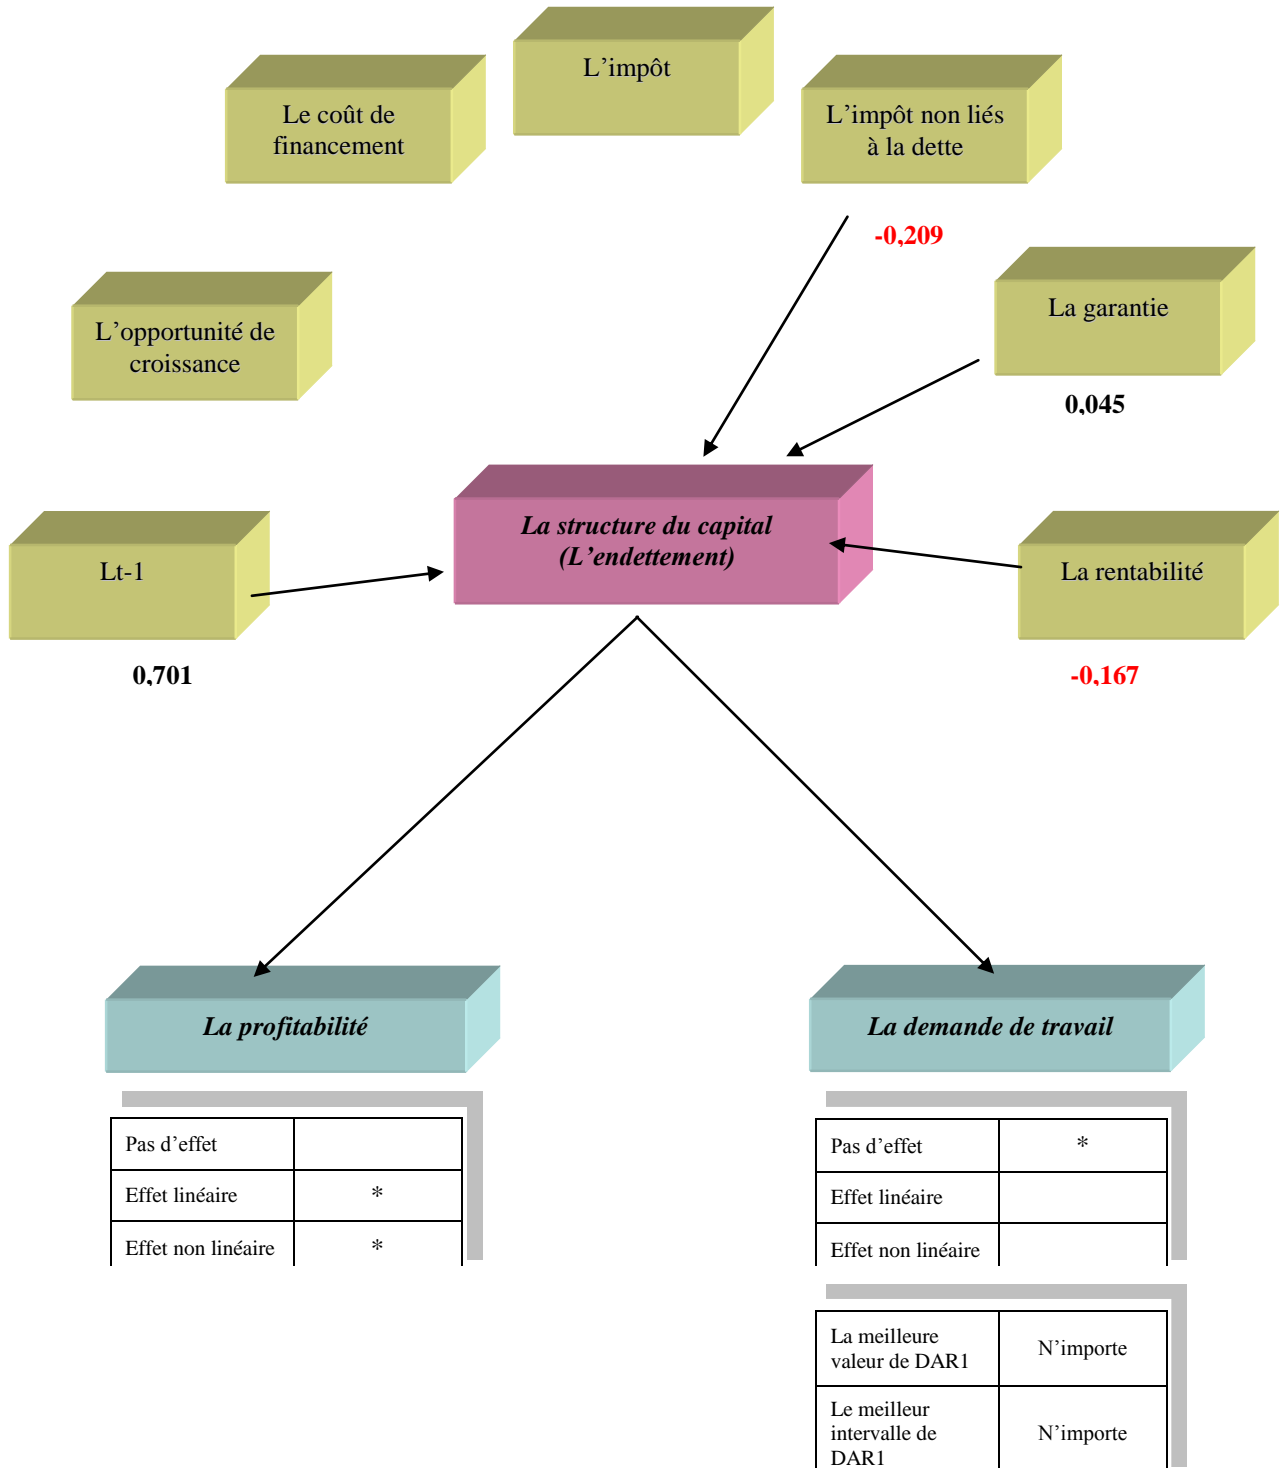 L'impôt
Le coût de
financement
L'impôt non liés
à la dette
-0,209
La garantie
0,045
L'opportunité de
croissance
La structure du capital
(L'endettement)
Lt-1
0,701
La rentabilité
-0,167
La profitabilité
La demande de travail
Pas d'effet
Effet linéaire *
Effet non linéaire *
Pas d'effet *
Effet linéaire
Effet non linéaire
La meilleure
valeur de DAR1
N'importe
Le meilleur
intervalle de
DAR1
N'importe